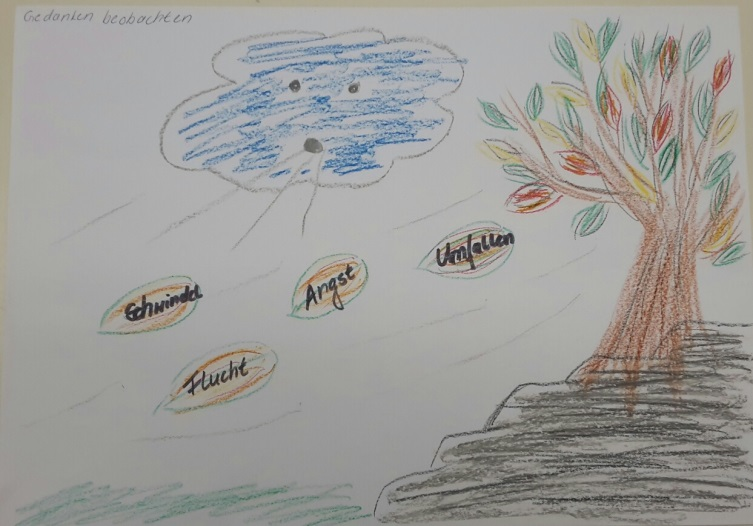 Gedanken beobachten
Umfallen
Angst
Schwindel
Flucht